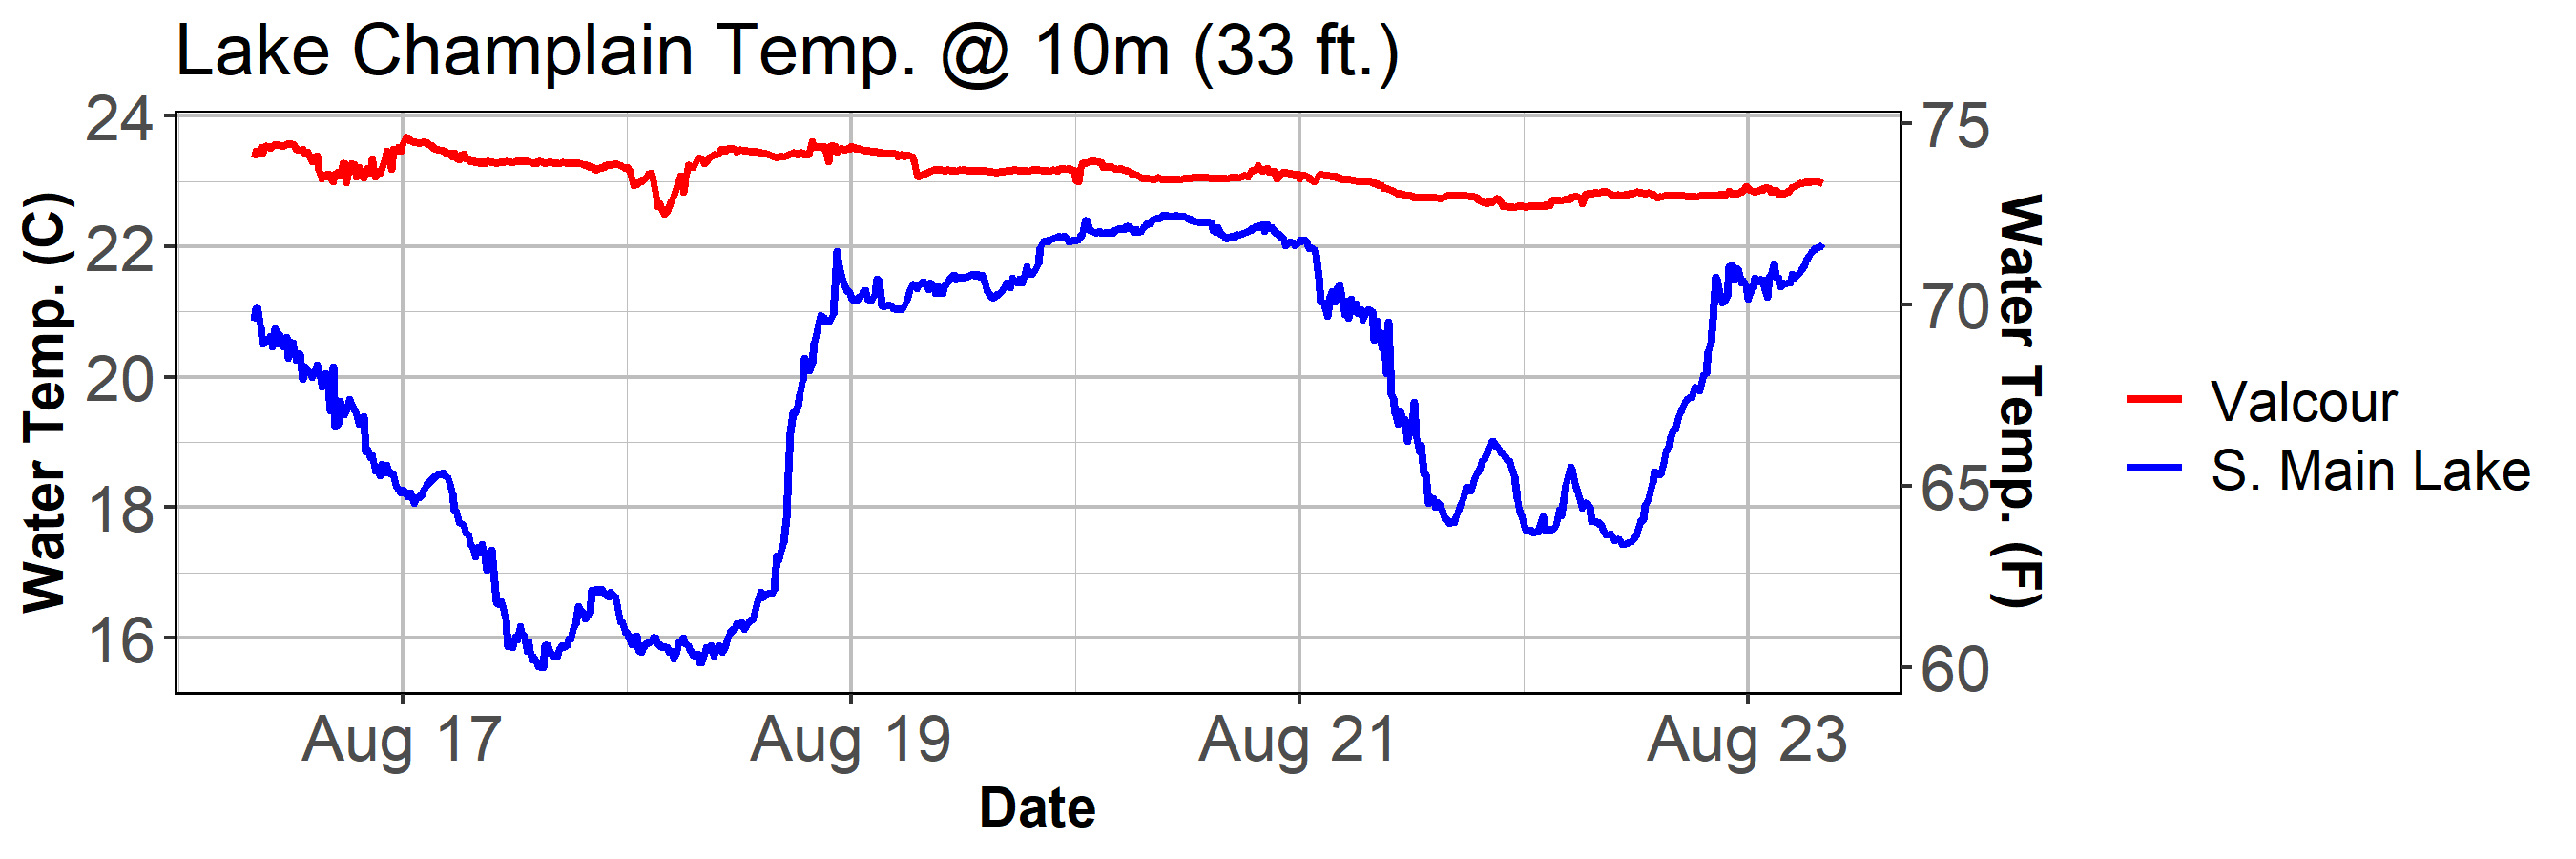 Lake Champlain Temp. @ 10m (33 ft.)
24
22
20
18
16
Water Temp. (C)
75
70
65
60
Water Temp. (F)
Aug 17
Aug 19
Aug 21
Aug 23
Date
Valcour
S. Main Lake